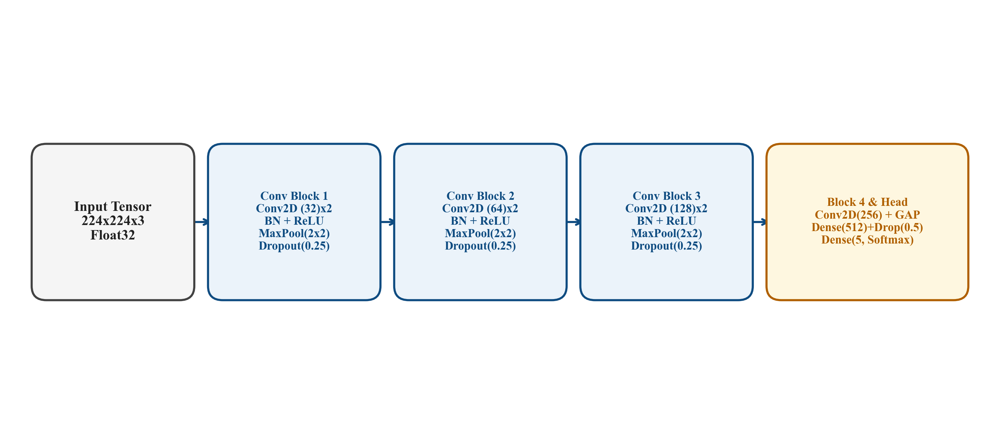 Input Tensor
224x224x3
Float32
Conv Block 1
Conv2D (32)x2
BN + ReLU
MaxPool(2x2)
Dropout(0.25)
Conv Block 2
Conv2D (64)x2
BN + ReLU
MaxPool(2x2)
Dropout(0.25)
Conv Block 3
Conv2D (128)x2
BN + ReLU
MaxPool(2x2)
Dropout(0.25)
Block 4 & Head
Conv2D(256) + GAP
Dense(512)+Drop(0.5)
Dense(5, Softmax)